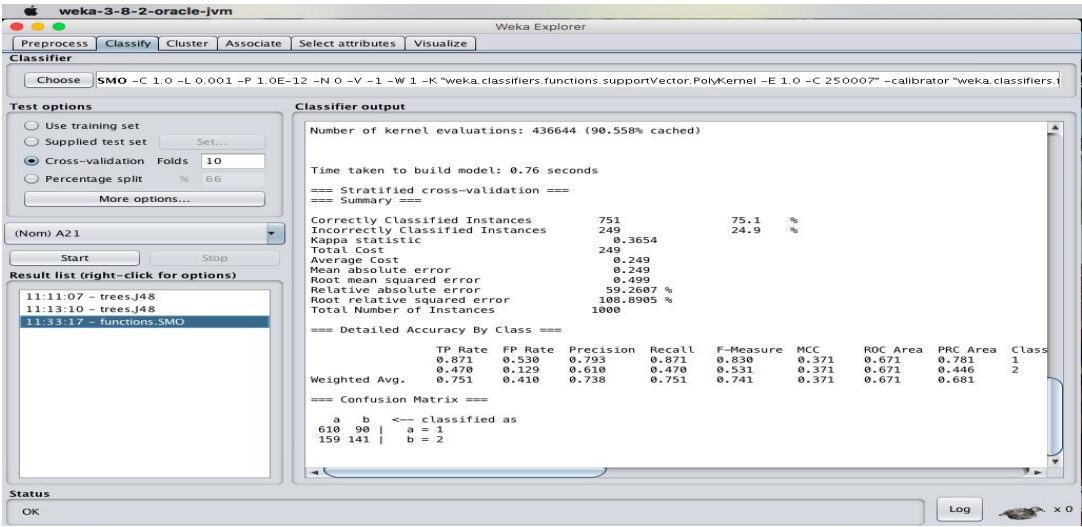 weka-3-8-2-oracle-jvm
Weka Explorer
Preprocess Classify Cluster Associate Select attributes Visualize
Classifier
Choose SMO -C 1.0 -L 0.001 -P 1.0E-12 -N 0 -V -1 -W 1 -K "weka.classifiers.functions.supportVector.PolyKernel -E 1.0 -C 250007" -calibrator "weka.classifiers.f
Test options
Use training set
Supplied test set Set...
Cross-validation Folds 10
Percentage split % 66
More options...
(Nom) A21
Start Stop
Result list (right-click for options)
11:11:07 - trees.J48
11:13:10 - trees.J48
11:33:17 - functions.SMO
Classifier output
Number of kernel evaluations: 436644 (90.558% cached)
Time taken to build model: 0.76 seconds
=== Stratified cross-validation ===
=== Summary ===
Correctly Classified Instances 751 75.1 %
Incorrectly Classified Instances 249 24.9 %
Kappa statistic 0.3654
Total Cost 249
Average Cost 0.249
Mean absolute error 0.249
Root mean squared error 0.499
Relative absolute error 59.2607 %
Root relative squared error 108.8905 %
Total Number of Instances 1000
=== Detailed Accuracy By Class ===
TP Rate FP Rate Precision Recall F-Measure MCC ROC Area PRC Area Class
0.871 0.530 0.793 0.871 0.830 0.371 0.671 0.781 1
0.470 0.129 0.610 0.470 0.531 0.371 0.671 0.446 2
Weighted Avg. 0.751 0.410 0.738 0.751 0.741 0.371 0.671 0.681
=== Confusion Matrix ===
a b <-- classified as
610 90 | a = 1
159 141 | b = 2
Status
OK
Log
x 0